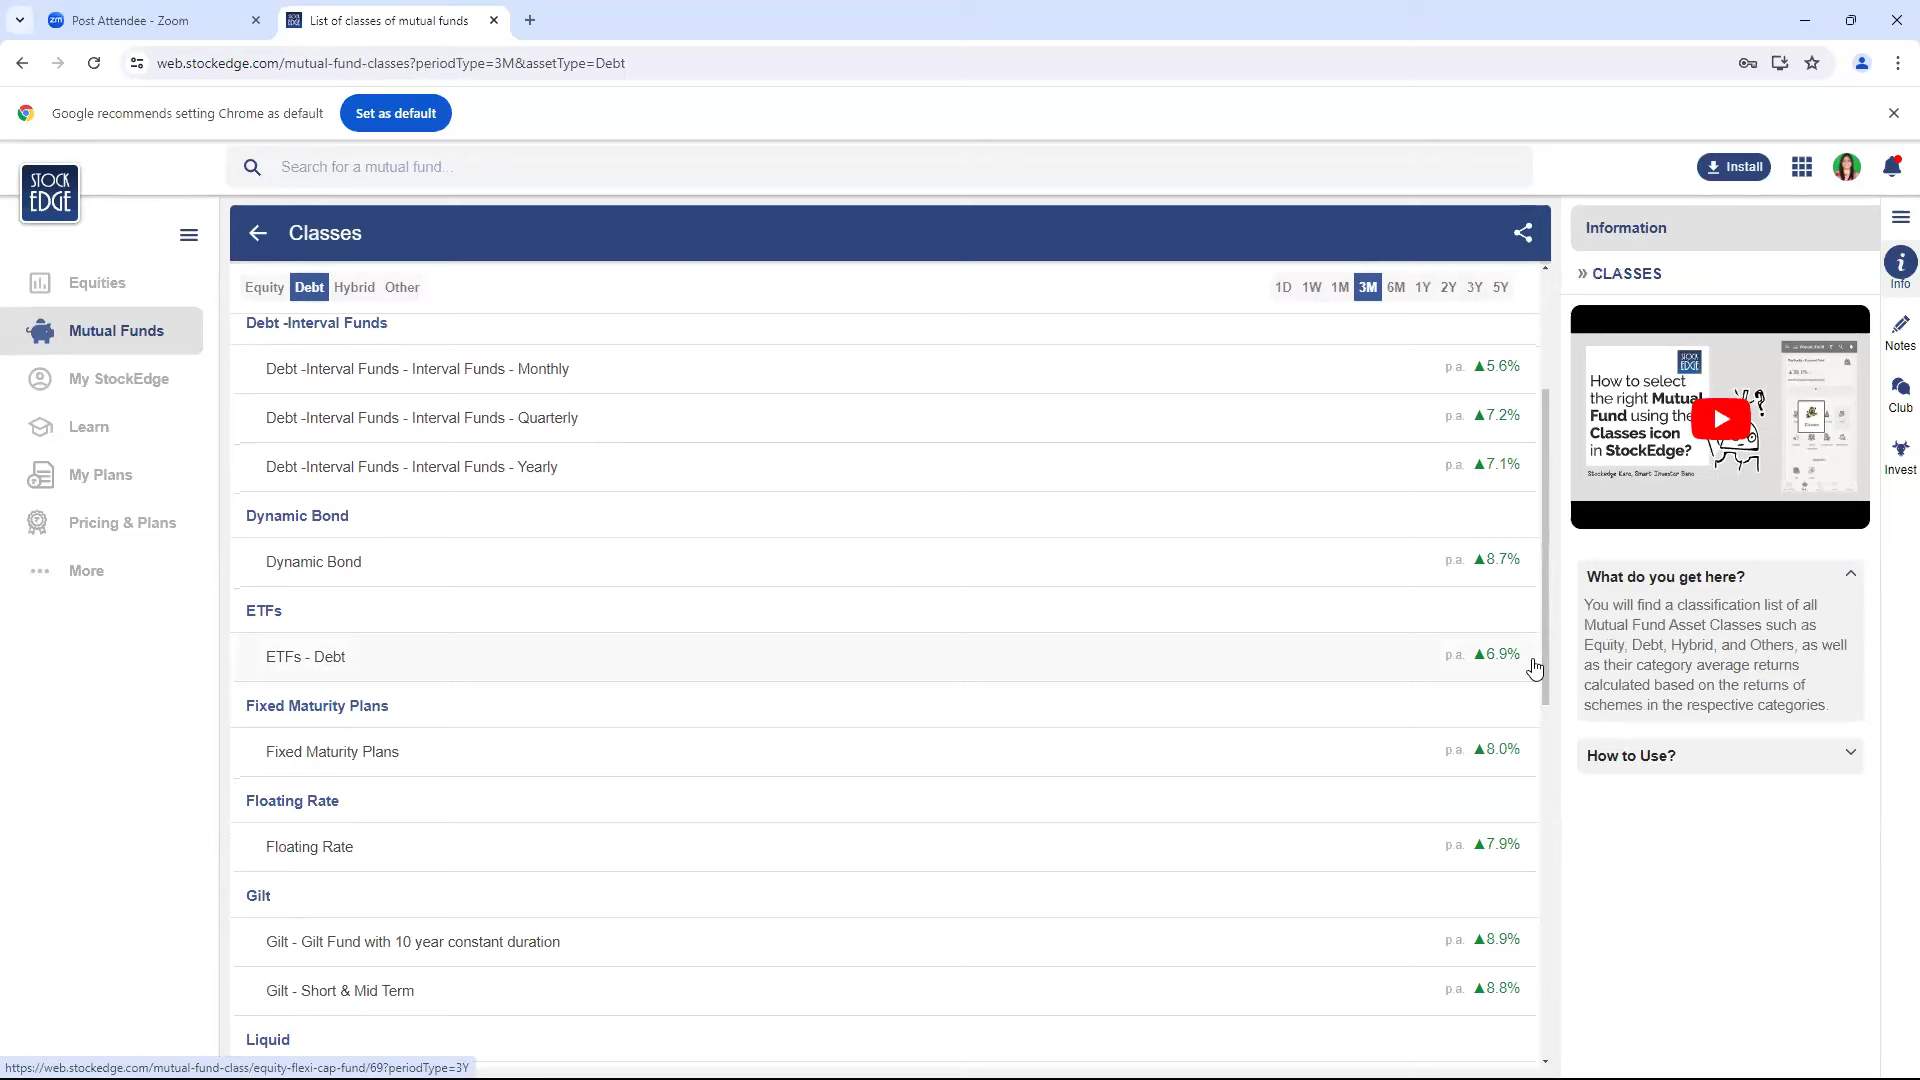 Post Attendee - Zoom
List of classes of mutual funds
web.stockedge.com/mutual-fund-classes?periodType=3M&assetType=Debt
Google recommends setting Chrome as default
Set as default
STOCK
EDGE
Search for a mutual fund...
Install
Equities
Mutual Funds
My StockEdge
Learn
My Plans
Pricing & Plans
More
Classes
Equity Debt Hybrid Other
1D 1W 1M 3M 6M 1Y 2Y 3Y 5Y
Debt -Interval Funds
Debt -Interval Funds - Interval Funds - Monthly p.a. ▲5.6%
Debt -Interval Funds - Interval Funds - Quarterly p.a. ▲7.2%
Debt -Interval Funds - Interval Funds - Yearly p.a. ▲7.1%
Dynamic Bond
Dynamic Bond p.a. ▲8.7%
ETFs
ETFs - Debt p.a. ▲6.9%
Fixed Maturity Plans
Fixed Maturity Plans p.a. ▲8.0%
Floating Rate
Floating Rate p.a. ▲7.9%
Gilt
Gilt - Gilt Fund with 10 year constant duration p.a. ▲8.9%
Gilt - Short & Mid Term p.a. ▲8.8%
Liquid
https://web.stockedge.com/mutual-fund-class/equity-flexi-cap-fund/69?periodType=3Y
Information
» CLASSES
STOCK
EDGE
How to select
the right Mutual
Fund using the
Classes icon
in StockEdge?
What do you get here?
You will find a classification list of all
Mutual Fund Asset Classes such as
Equity, Debt, Hybrid, and Others, as well
as their category average returns
calculated based on the returns of
schemes in the respective categories.
How to Use?
Info
Notes
Club
Invest